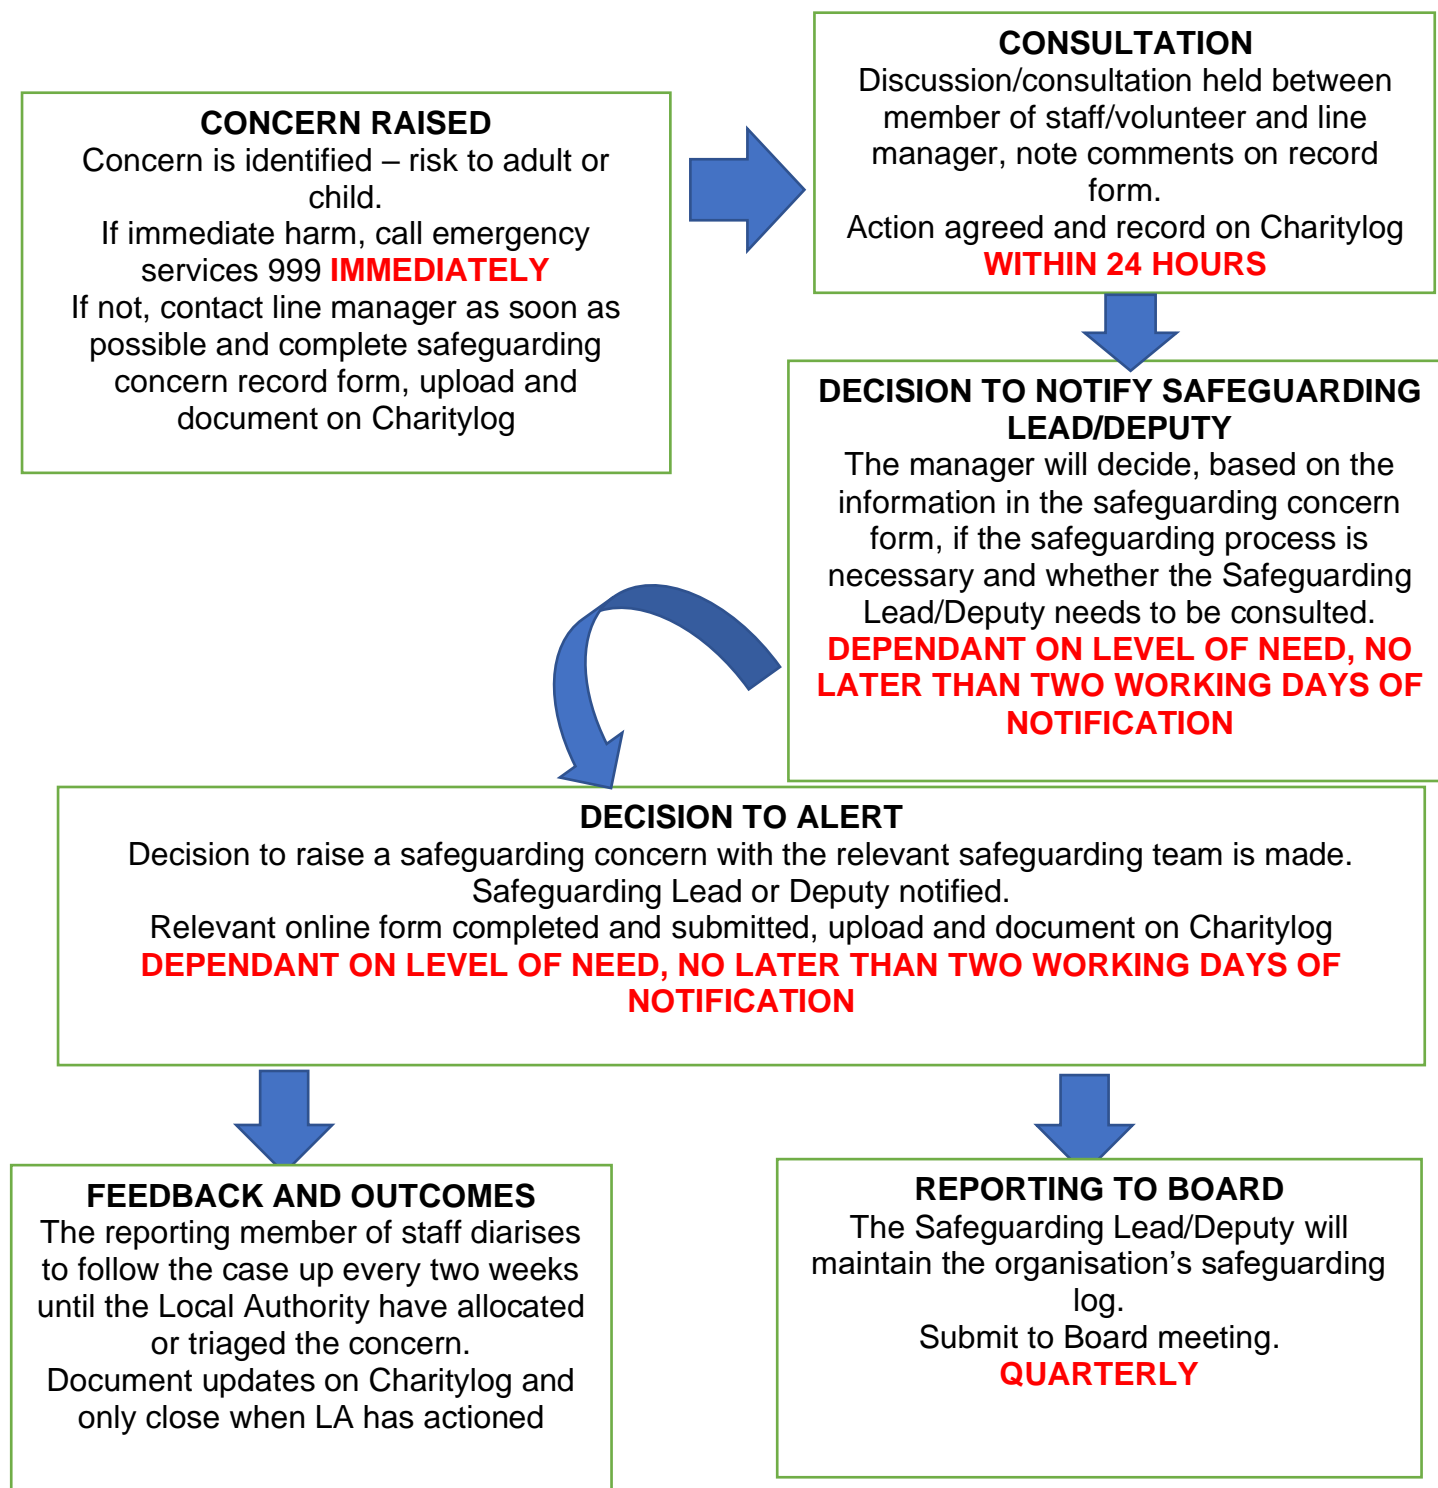 CONCERN RAISED
Concern is identified – risk to adult or
child.
If immediate harm, call emergency
services 999 IMMEDIATELY
If not, contact line manager as soon as
possible and complete safeguarding
concern record form, upload and
document on Charitylog
CONSULTATION
Discussion/consultation held between
member of staff/volunteer and line
manager, note comments on record
form.
Action agreed and record on Charitylog
WITHIN 24 HOURS
DECISION TO NOTIFY SAFEGUARDING
LEAD/DEPUTY
The manager will decide, based on the
information in the safeguarding concern
form, if the safeguarding process is
necessary and whether the Safeguarding
Lead/Deputy needs to be consulted.
DEPENDANT ON LEVEL OF NEED, NO
LATER THAN TWO WORKING DAYS OF
NOTIFICATION
DECISION TO ALERT
Decision to raise a safeguarding concern with the relevant safeguarding team is made.
Safeguarding Lead or Deputy notified.
Relevant online form completed and submitted, upload and document on Charitylog
DEPENDANT ON LEVEL OF NEED, NO LATER THAN TWO WORKING DAYS OF
NOTIFICATION
FEEDBACK AND OUTCOMES
The reporting member of staff diarises
to follow the case up every two weeks
until the Local Authority have allocated
or triaged the concern.
Document updates on Charitylog and
only close when LA has actioned
REPORTING TO BOARD
The Safeguarding Lead/Deputy will
maintain the organisation’s safeguarding
log.
Submit to Board meeting.
QUARTERLY